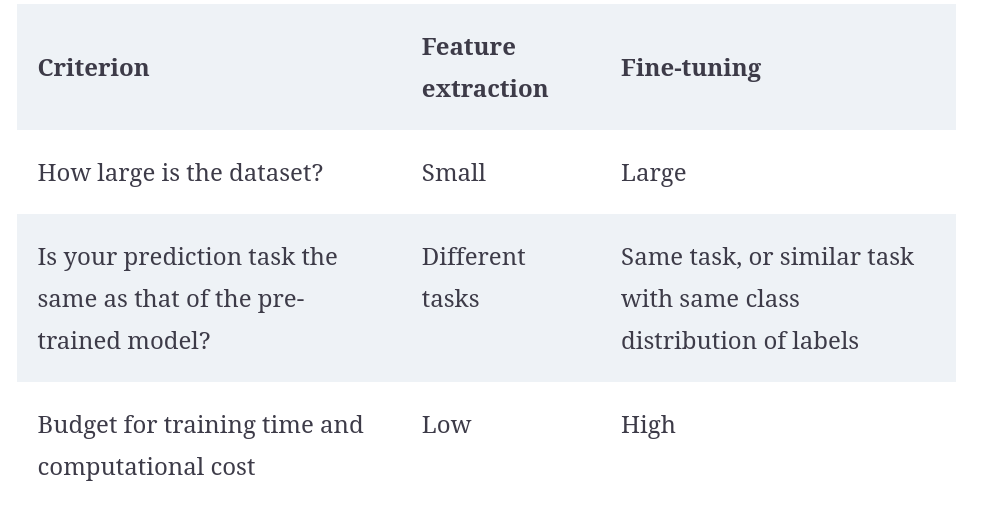 Criterion
Feature
extraction
Fine-tuning
How large is the dataset?
Small
Large
Is your prediction task the
same as that of the pre-
trained model?
Different
tasks
Same task, or similar task
with same class
distribution of labels
Budget for training time and
computational cost
Low
High